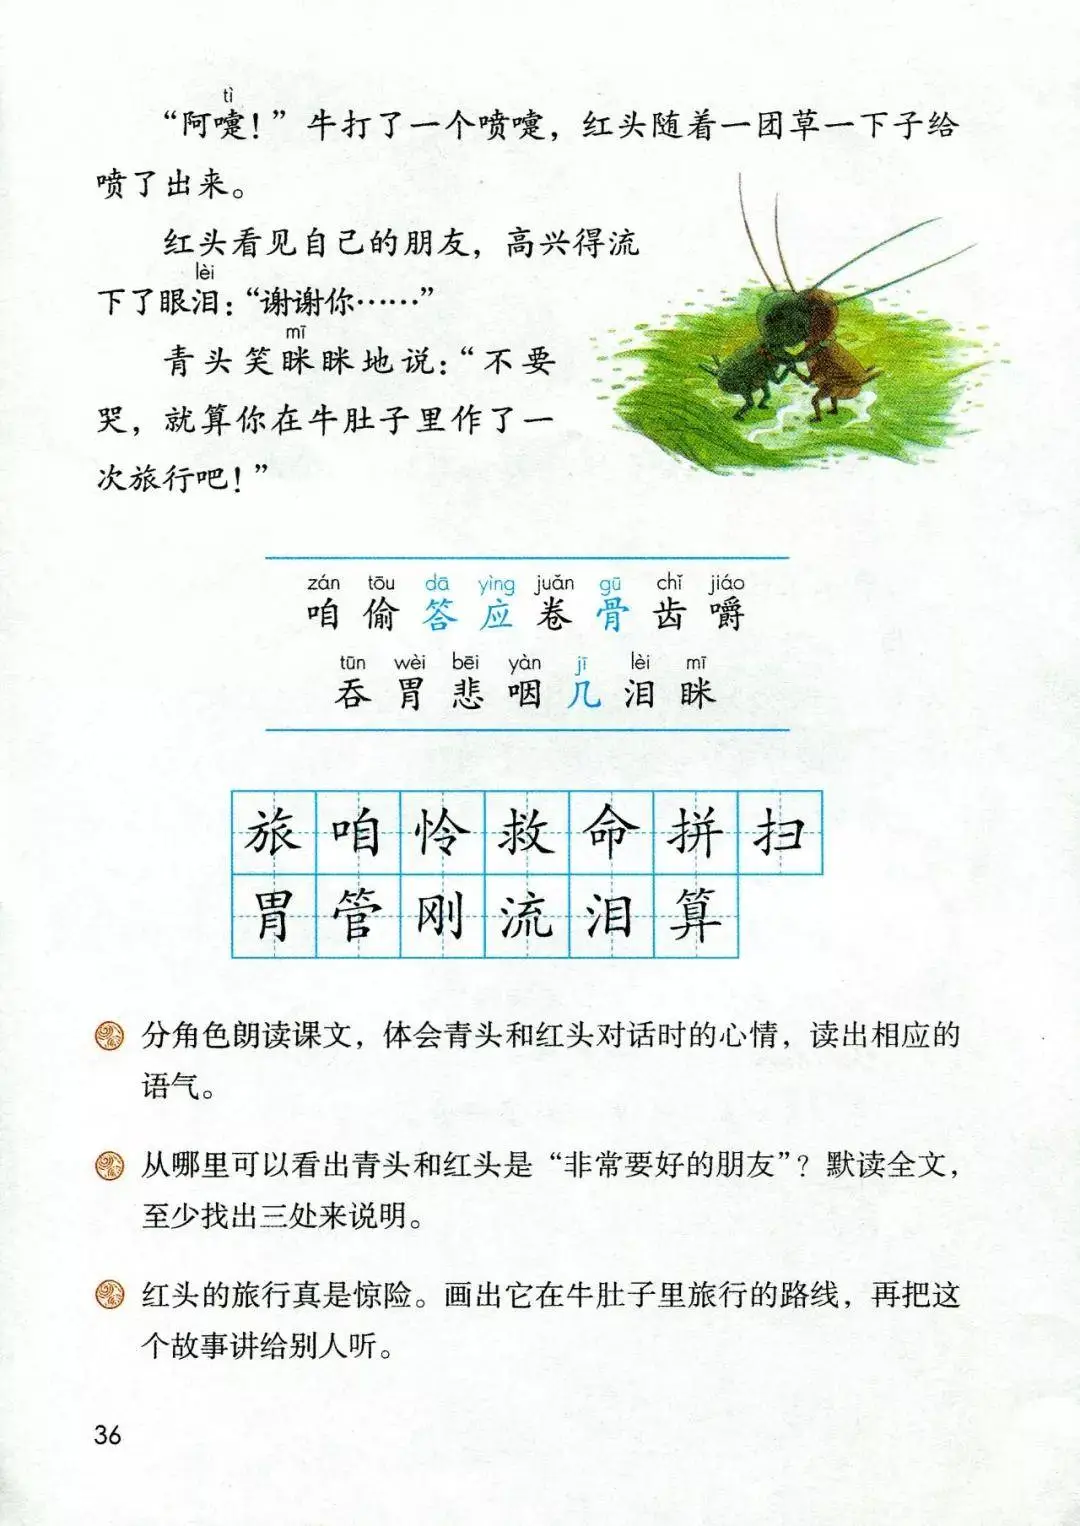 tì
“阿嚏！”牛打了一个喷嚏，红头随着一团草一下子给
喷了出来。
红头看见自己的朋友，高兴得流
lèi
下了眼泪：“谢谢你……”
mī
青头笑眯眯地说：“不要
哭，就算你在牛肚子里作了一
次旅行吧！”
zán tōu dā yìng juǎn gū chǐ jiáo
咱 偷 答 应 卷 骨 齿 嚼
tūn wèi bēi yàn jī lèi mī
吞 胃 悲 咽 几 泪 眯
旅 咱 怜 救 命 拼 扫
胃 管 刚 流 泪 算
分角色朗读课文，体会青头和红头对话时的心情，读出相应的
语气。
从哪里可以看出青头和红头是“非常要好的朋友”？默读全文，
至少找出三处来说明。
红头的旅行真是惊险。画出它在牛肚子里旅行的路线，再把这
个故事讲给别人听。
36